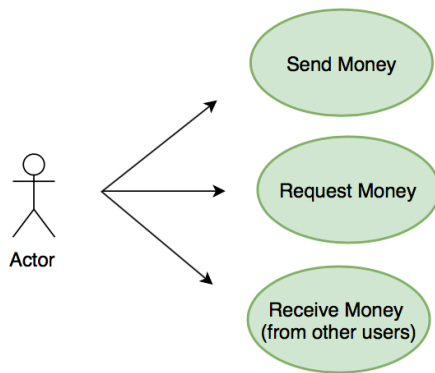 Send Money
Request Money
Actor
Receive Money
(from other users)